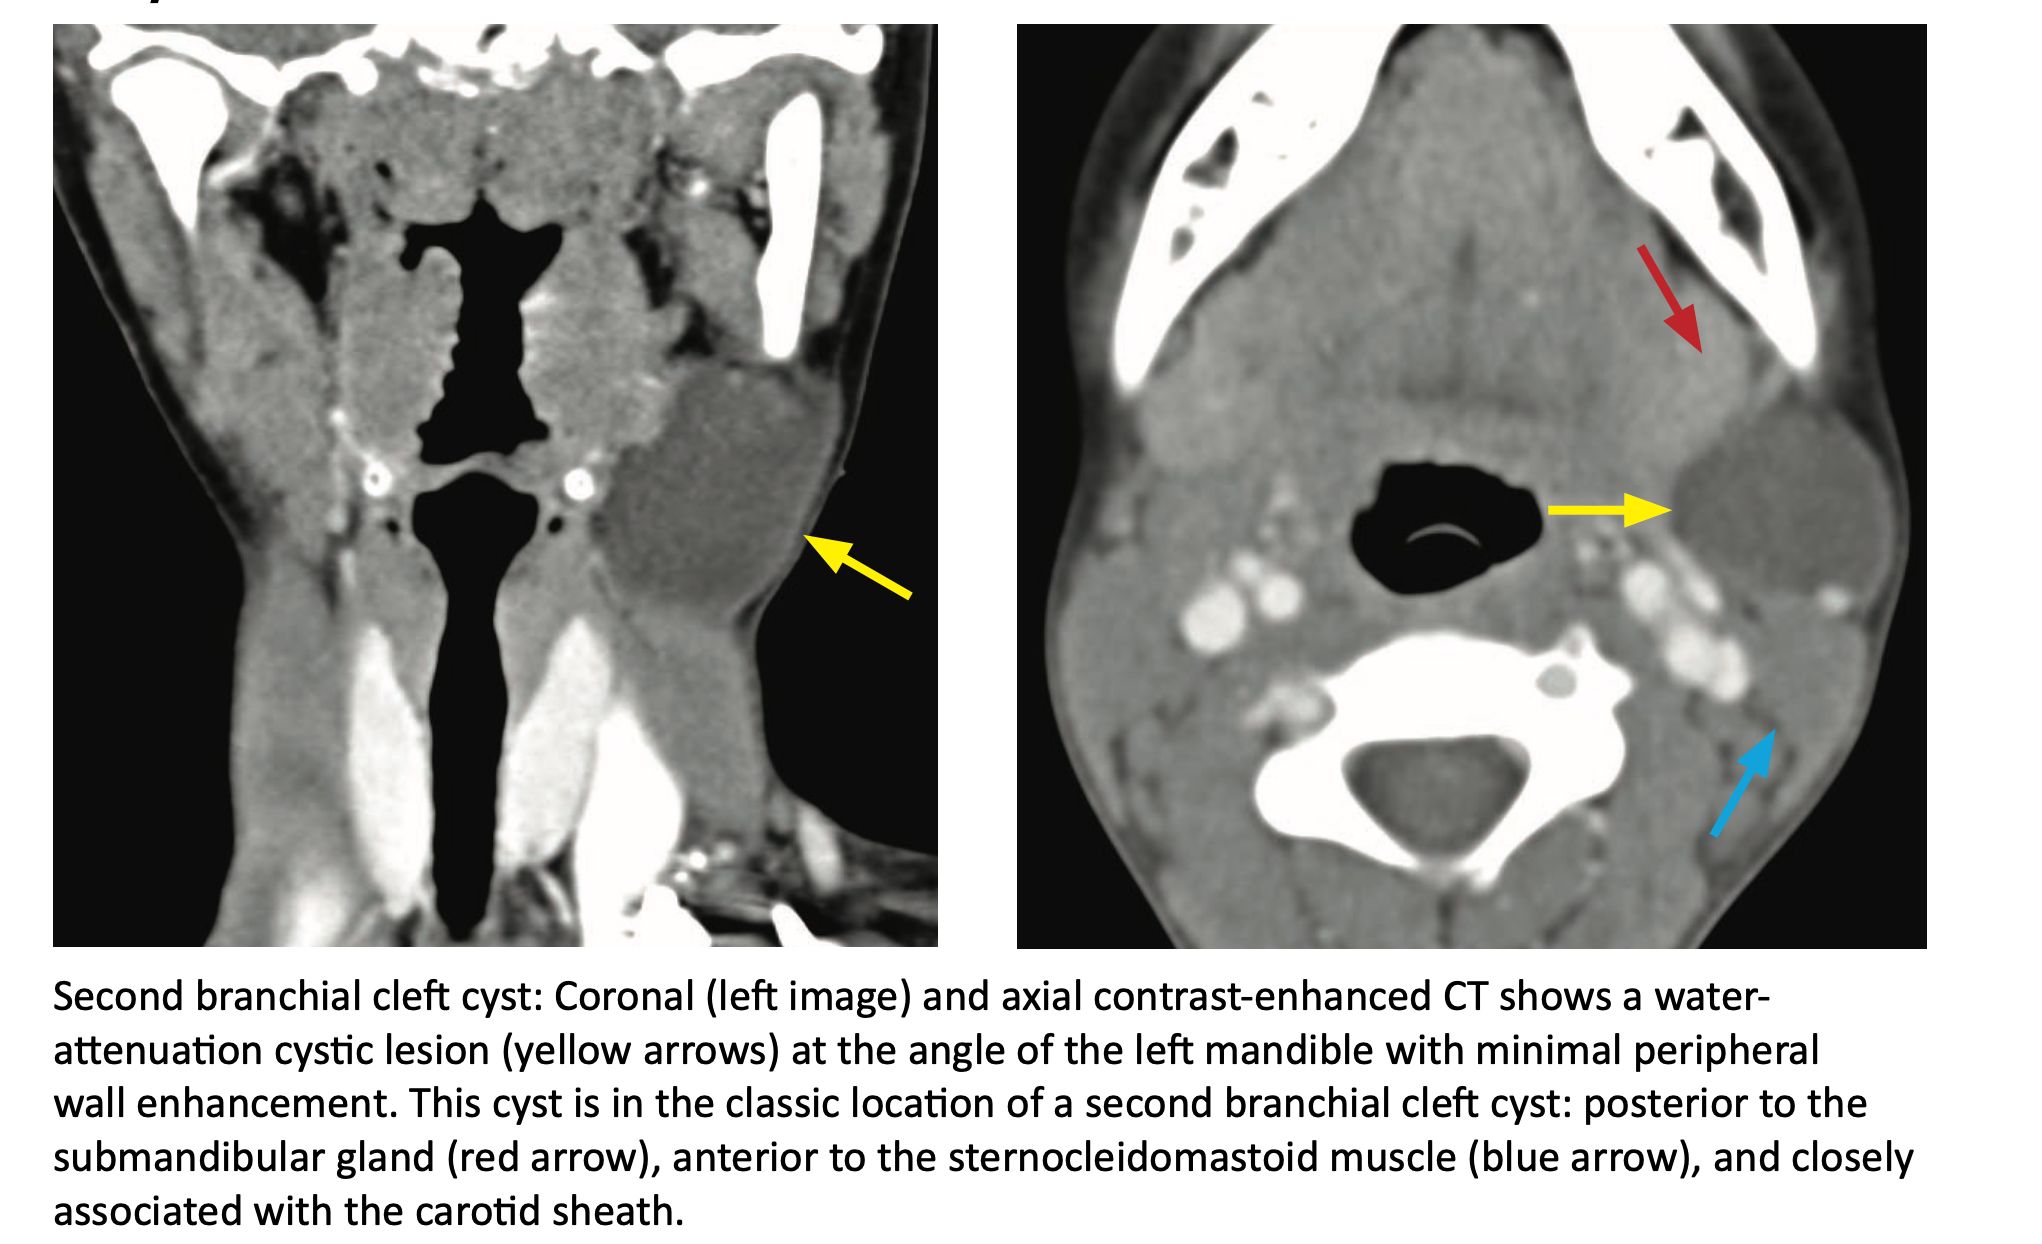 Second branchial cleft cyst: Coronal (left image) and axial contrast-enhanced CT shows a water-
attenuation cystic lesion (yellow arrows) at the angle of the left mandible with minimal peripheral
wall enhancement. This cyst is in the classic location of a second branchial cleft cyst: posterior to the
submandibular gland (red arrow), anterior to the sternocleidomastoid muscle (blue arrow), and closely
associated with the carotid sheath.